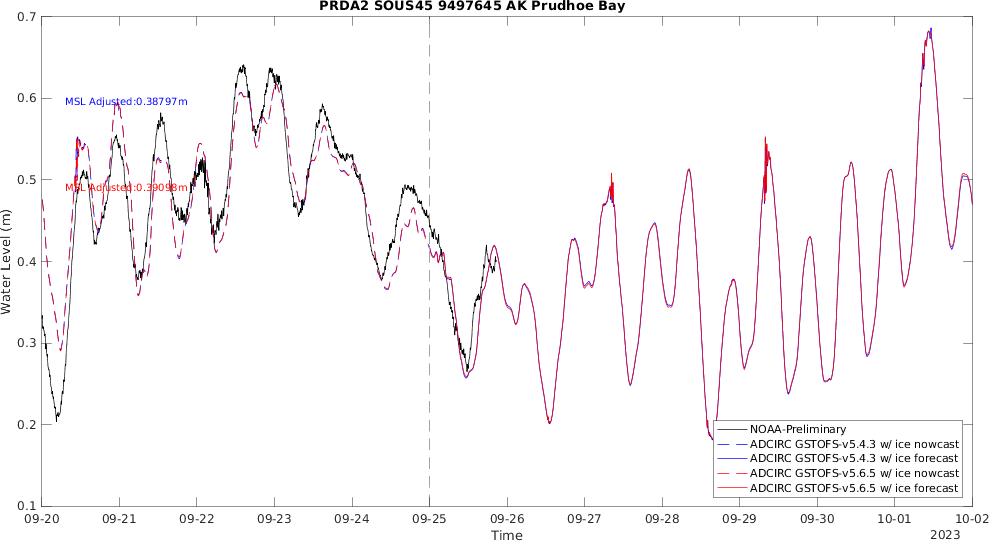 PRDA2 SOUS45 9497645 AK Prudhoe Bay
0.7
0.6
0.5
0.4
0.3
0.2
0.1
Water Level (m)
MSL Adjusted:0.38797m
MSL Adjusted:0.39098m
NOAA-Preliminary
ADCIRC GSTOFS-v5.4.3 w/ ice nowcast
ADCIRC GSTOFS-v5.4.3 w/ ice forecast
ADCIRC GSTOFS-v5.6.5 w/ ice nowcast
ADCIRC GSTOFS-v5.6.5 w/ ice forecast
09-20 09-21 09-22 09-23 09-24 09-25 09-26 09-27 09-28 09-29 09-30 10-01 10-02
Time
2023